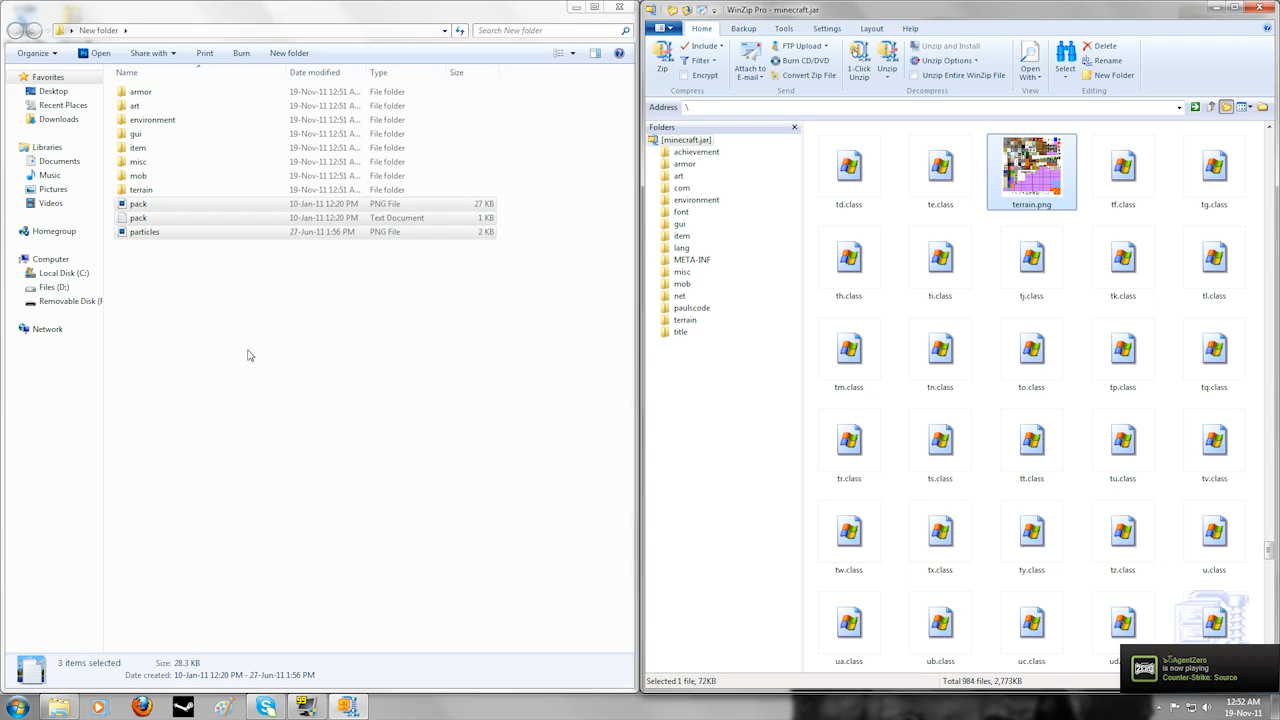 New folder
Search New folder
Organize Open Share with Print Burn New folder
Favorites
Desktop
Recent Places
Downloads
Libraries
Documents
Music
Pictures
Videos
Homegroup
Computer
Local Disk (C:)
Files (D:)
Removable Disk (F
Network
Name Date modified Type Size
armor 19-Nov-11 12:51 A... File folder
art 19-Nov-11 12:51 A... File folder
environment 19-Nov-11 12:51 A... File folder
gui 19-Nov-11 12:51 A... File folder
item 19-Nov-11 12:51 A... File folder
misc 19-Nov-11 12:51 A... File folder
mob 19-Nov-11 12:51 A... File folder
terrain 19-Nov-11 12:51 A... File folder
pack 10-Jan-11 12:20 PM PNG File 27 KB
pack 10-Jan-11 12:20 PM Text Document 1 KB
particles 27-Jun-11 1:56 PM PNG File 2 KB
3 items selected Size: 28.3 KB
Date created: 10-Jan-11 12:20 PM - 27-Jun-11 1:56 PM
WinZip Pro - minecraft.jar
Home Backup Tools Settings Layout Help
Zip
Include
Filter
Encrypt
Compress
Attach to
E-mail
FTP Upload
Burn CD/DVD
Convert Zip File
Send
1-Click
Unzip
Unzip
Unzip and Install
Unzip Options
Unzip Entire WinZip File
Decompress
Open
With
View
Select
Delete
Rename
New Folder
Editing
Address \
Folders
[minecraft.jar]
achievement
armor
art
com
environment
font
gui
item
lang
META-INF
misc
mob
net
paulscode
terrain
title
td.class te.class terrain.png tf.class tg.class
th.class ti.class tj.class tk.class tl.class
tm.class tn.class to.class tp.class tq.class
tr.class ts.class tt.class tu.class tv.class
tw.class tx.class ty.class tz.class u.class
ua.class ub.class uc.class
Selected 1 file, 72KB Total 984 files, 2,773KB
AgentZero
is now playing
Counter-Strike: Source
12:52 AM
19-Nov-11